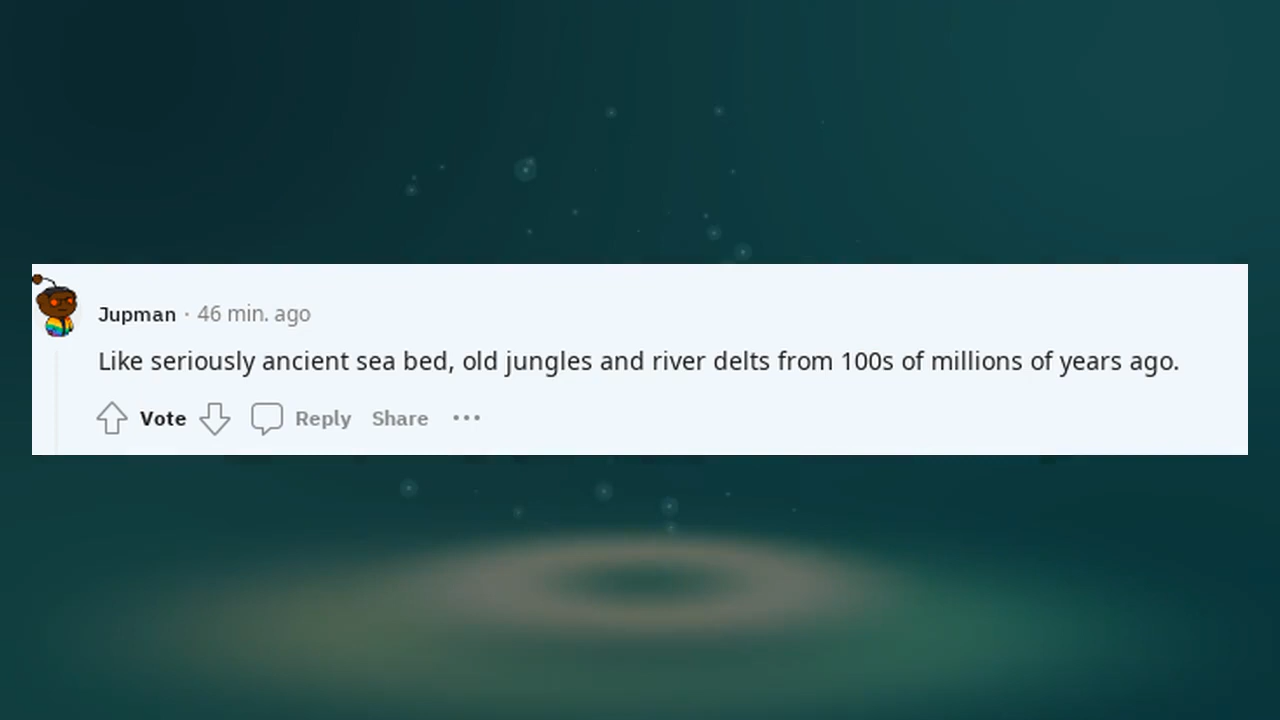 Jupman · 46 min. ago
Like seriously ancient sea bed, old jungles and river delts from 100s of millions of years ago.
Vote Reply Share ···